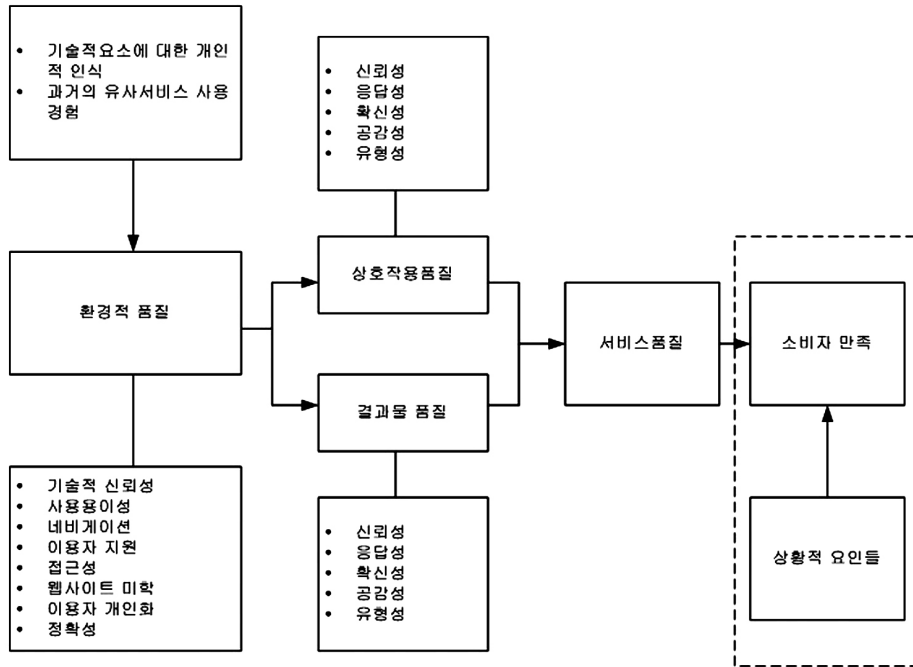 • 기술적요소에 대한 개인
적 인식
• 과거의 유사서비스 사용
경험
• 신뢰성
• 응답성
• 확신성
• 공감성
• 유형성
환경적 품질
상호작용품질
결과물 품질
서비스품질
소비자 만족
• 기술적 신뢰성
• 사용용이성
• 네비게이션
• 이용자 지원
• 접근성
• 웹사이트 미학
• 이용자 개인화
• 정확성
• 신뢰성
• 응답성
• 확신성
• 공감성
• 유형성
상황적 요인들